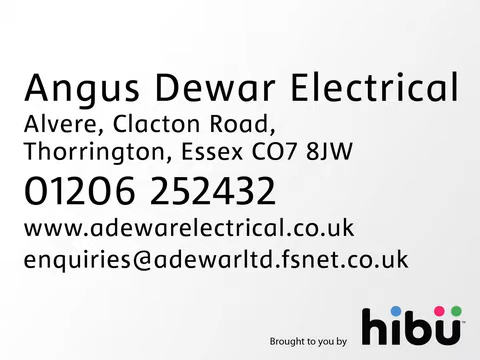 Angus Dewar Electrical
Alvere, Clacton Road,
Thorrington, Essex CO7 8JW
01206 252432
www.adewarelectrical.co.uk
enquiries@adewarltd.fsnet.co.uk
Brought to you by hibü™